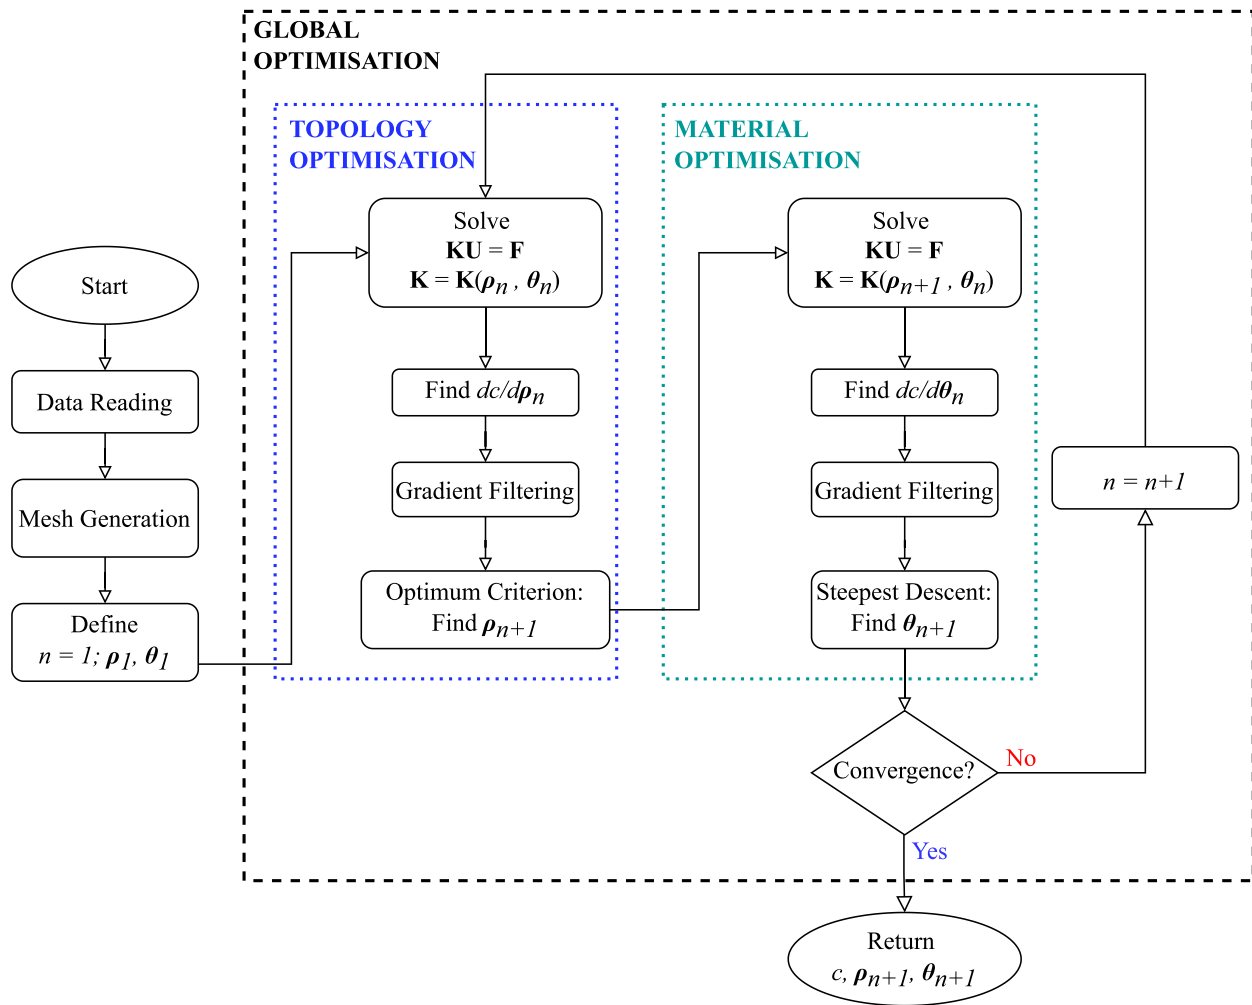 GLOBAL
OPTIMISATION
TOPOLOGY
OPTIMISATION
MATERIAL
OPTIMISATION
Start
Data Reading
Mesh Generation
Define
n = 1; ρ1, θ1
Solve
KU = F
K = K(ρn , θn)
Find dc/dρn
Gradient Filtering
Optimum Criterion:
Find ρn+1
Solve
KU = F
K = K(ρn+1 , θn)
Find dc/dθn
Gradient Filtering
Steepest Descent:
Find θn+1
Convergence?
No
n = n+1
Yes
Return
c, ρn+1, θn+1